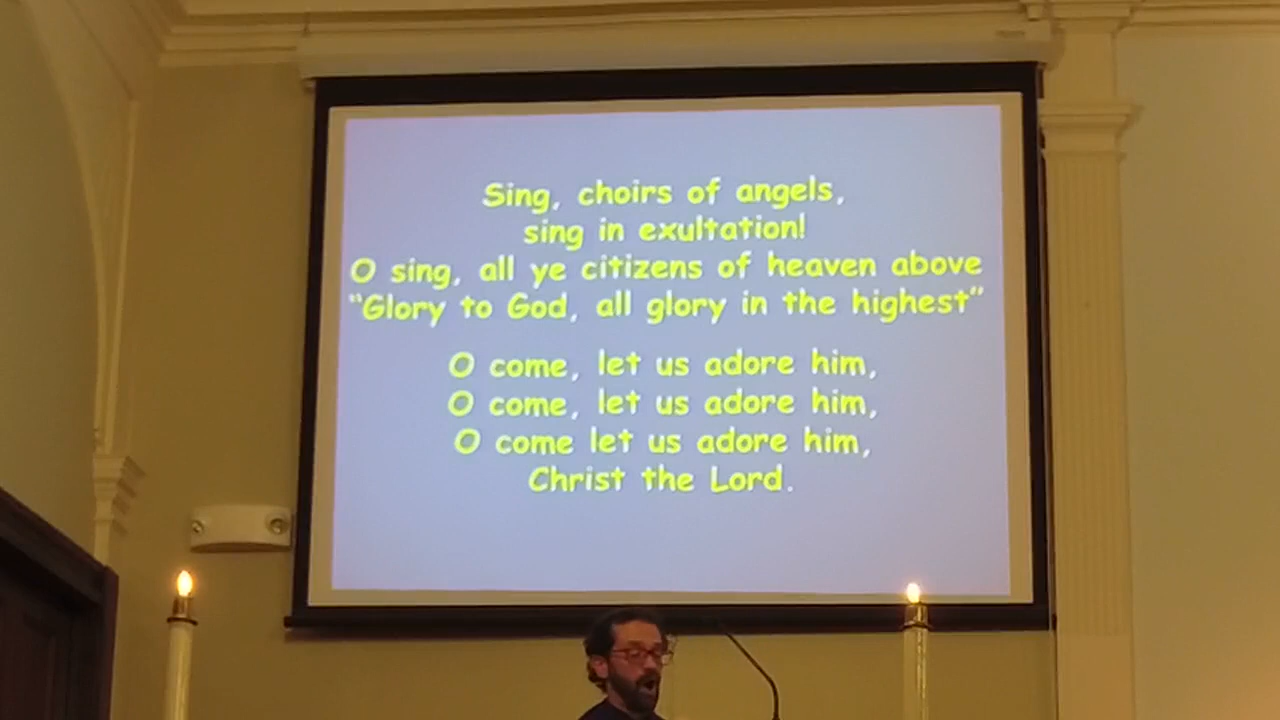 Sing, choirs of angels,
sing in exultation!
O sing, all ye citizens of heaven above
“Glory to God, all glory in the highest”
O come, let us adore him,
O come, let us adore him,
O come let us adore him,
Christ the Lord.